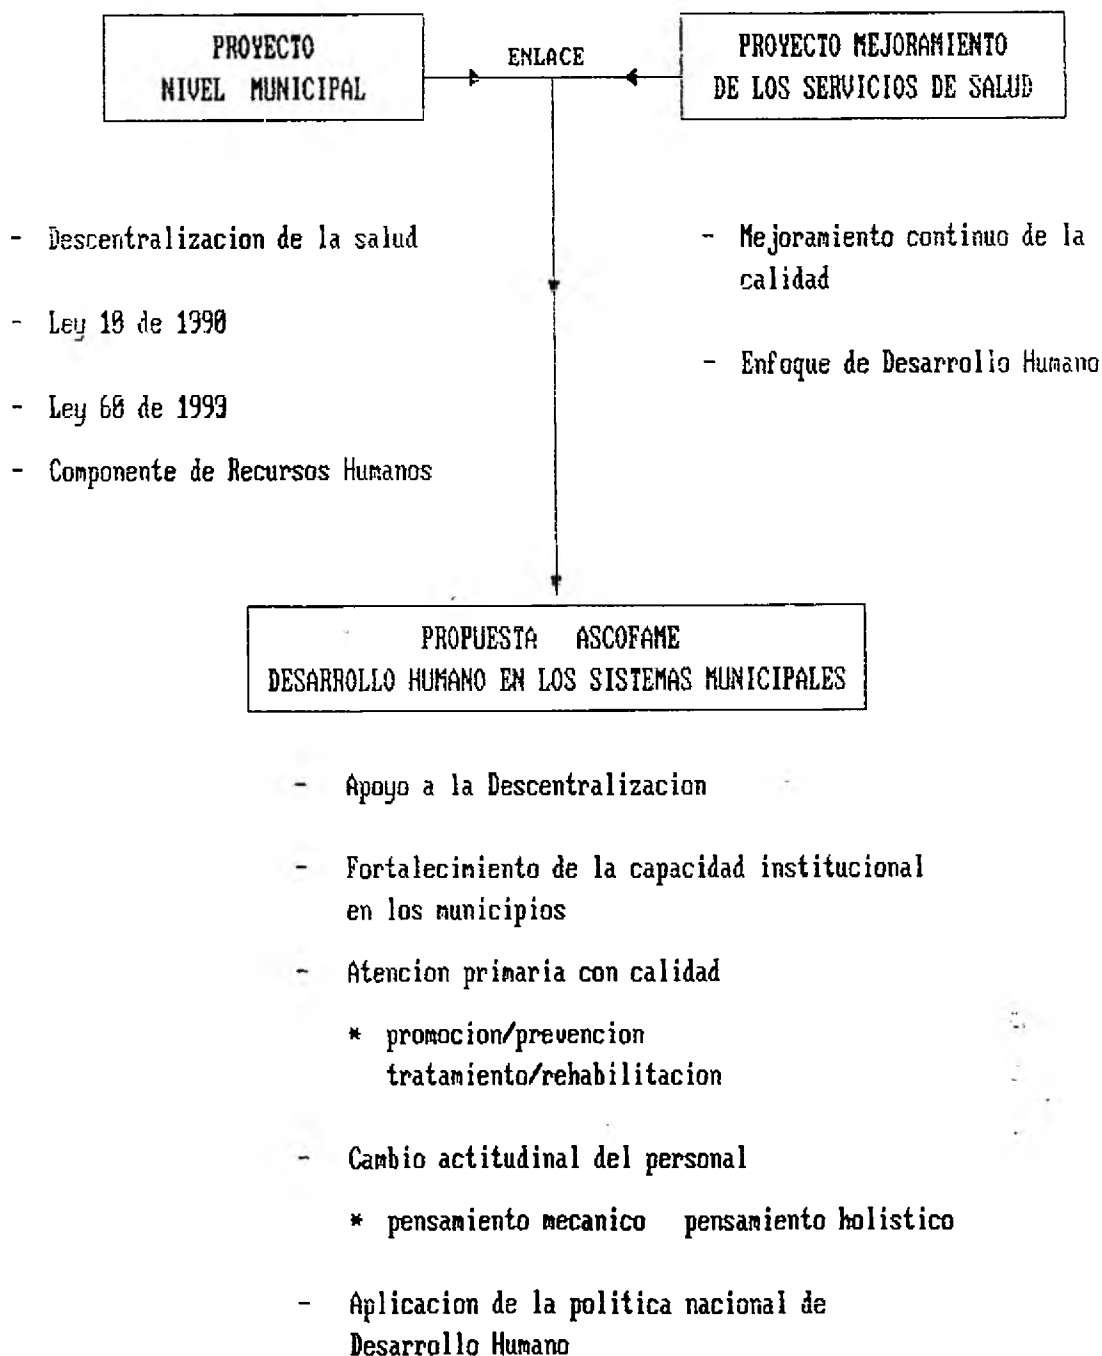 PROYECTO
NIVEL MUNICIPAL
ENLACE
PROYECTO MEJORAMIENTO
DE LOS SERVICIOS DE SALUD
- Descentralizacion de la salud
- Ley 10 de 1990
- Ley 60 de 1993
- Componente de Recursos Humanos
- Mejoramiento continuo de la
calidad
- Enfoque de Desarrollo Humano
PROPUESTA ASCOFAME
DESARROLLO HUMANO EN LOS SISTEMAS MUNICIPALES
- Apoyo a la Descentralizacion
- Fortalecimiento de la capacidad institucional
en los municipios
- Atencion primaria con calidad
* promocion/prevencion
tratamiento/rehabilitacion
- Cambio actitudinal del personal
* pensamiento mecanico pensamiento holistico
- Aplicacion de la politica nacional de
Desarrollo Humano